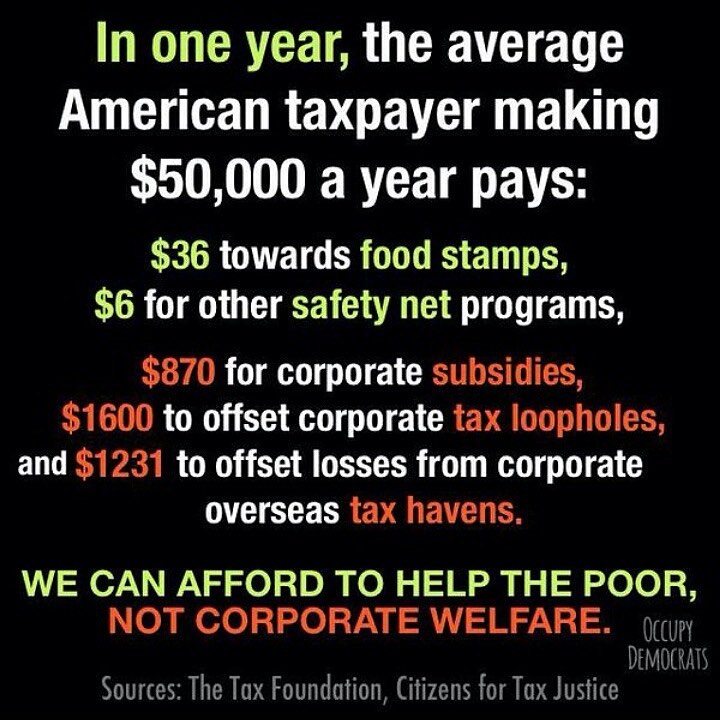 In one year, the average
American taxpayer making
$50,000 a year pays:
$36 towards food stamps,
$6 for other safety net programs,
$870 for corporate subsidies,
$1600 to offset corporate tax loopholes,
and $1231 to offset losses from corporate
overseas tax havens.
WE CAN AFFORD TO HELP THE POOR,
NOT CORPORATE WELFARE.
OCCUPY
DEMOCRATS
Sources: The Tax Foundation, Citizens for Tax Justice